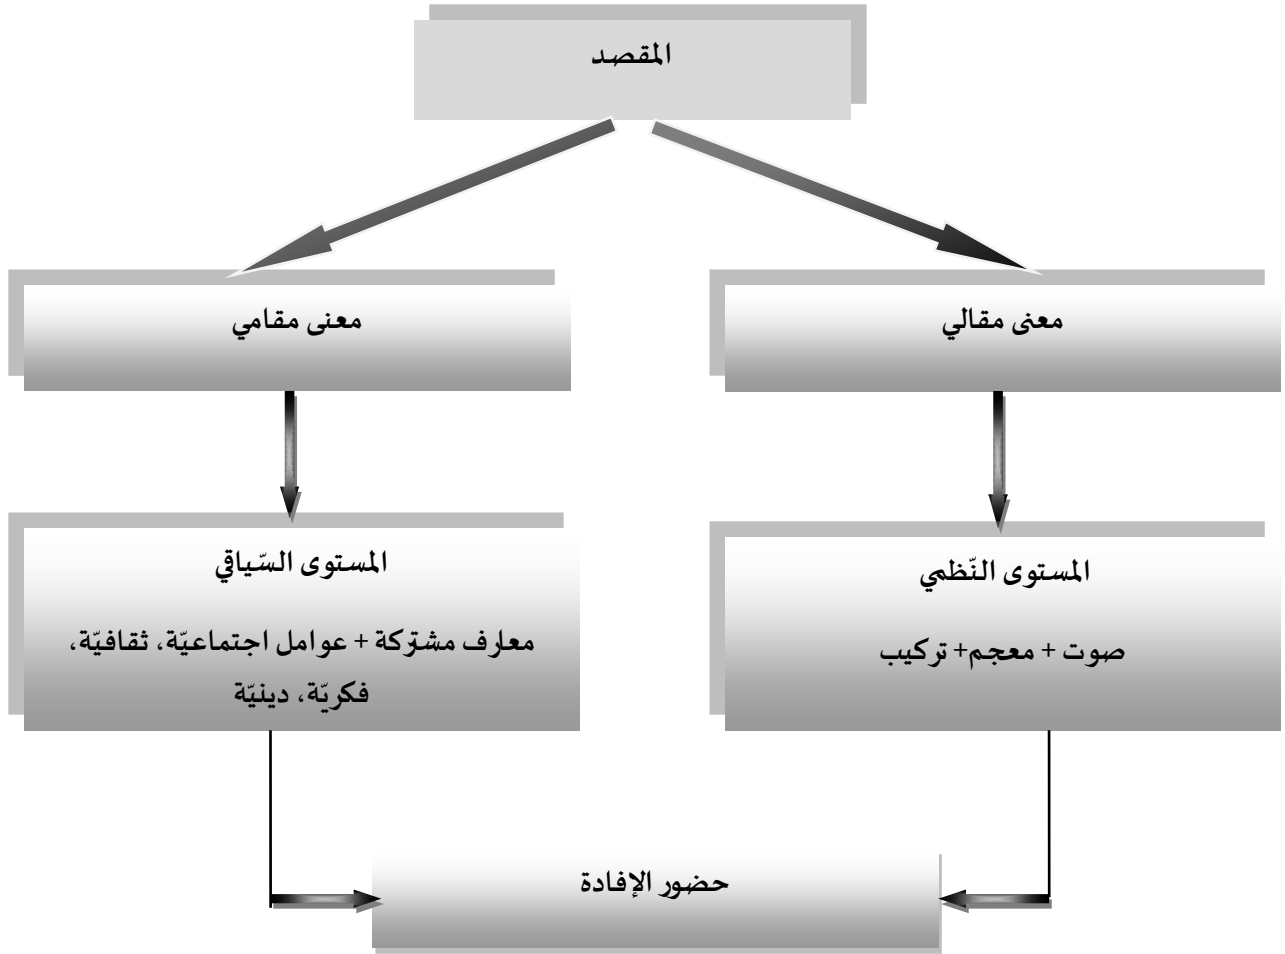 المقصد
معنى مقالي
معنى مقامي
المستوى النّظمي
صوت + معجم+ تركيب
المستوى السّياقي
معارف مشتركة + عوامل اجتماعيّة، ثقافيّة،
فكريّة، دينيّة
حضور الإفادة